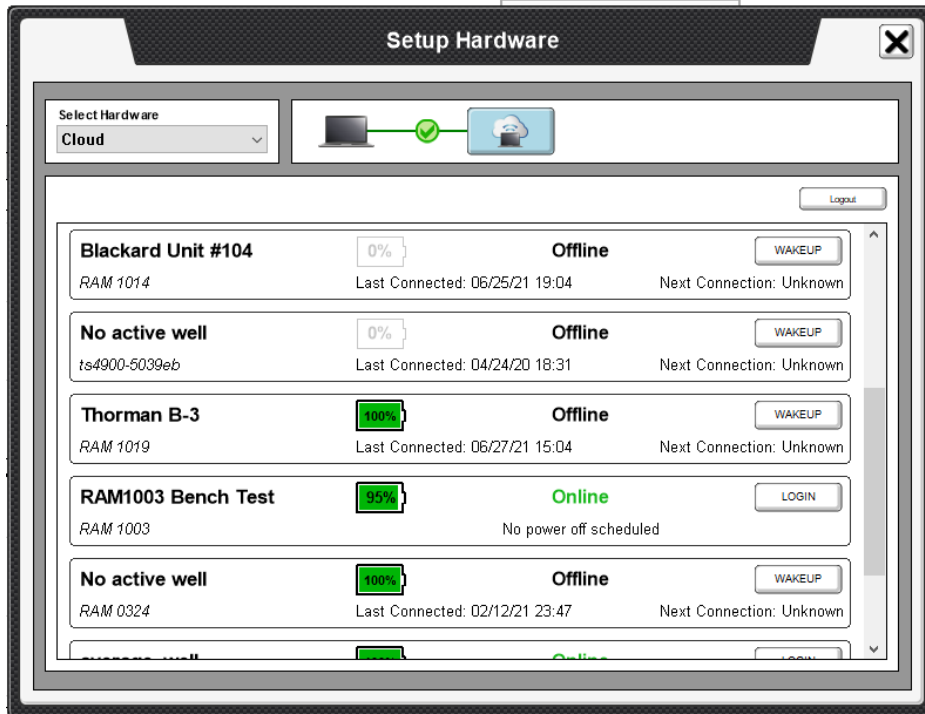 Setup Hardware
Select Hardware
Cloud
Logout
Blackard Unit #104
0%
Offline
WAKEUP
RAM 1014
Last Connected: 06/25/21 19:04
Next Connection: Unknown
No active well
0%
Offline
WAKEUP
ts4900-5039eb
Last Connected: 04/24/20 18:31
Next Connection: Unknown
Thorman B-3
100%
Offline
WAKEUP
RAM 1019
Last Connected: 06/27/21 15:04
Next Connection: Unknown
RAM1003 Bench Test
95%
Online
LOGIN
RAM 1003
No power off scheduled
No active well
100%
Offline
WAKEUP
RAM 0324
Last Connected: 02/12/21 23:47
Next Connection: Unknown
Online
LOGIN